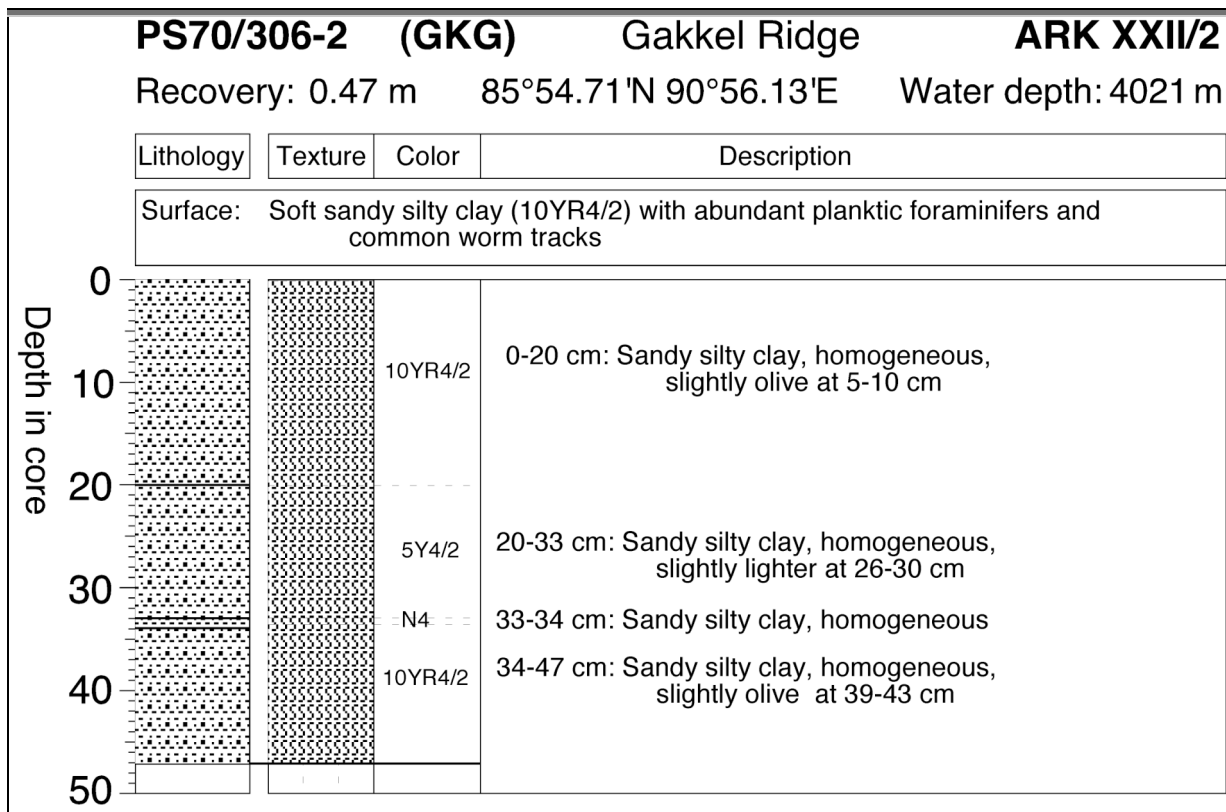 PS70/306-2 (GKG) Gakkel Ridge ARK XXII/2
Recovery: 0.47 m 85°54.71'N 90°56.13'E Water depth: 4021 m
Lithology Texture Color Description
Surface: Soft sandy silty clay (10YR4/2) with abundant planktic foraminifers and
common worm tracks
Depth in core
0
10
20
30
40
50
10YR4/2
5Y4/2
N4
10YR4/2
0-20 cm: Sandy silty clay, homogeneous,
slightly olive at 5-10 cm
20-33 cm: Sandy silty clay, homogeneous,
slightly lighter at 26-30 cm
33-34 cm: Sandy silty clay, homogeneous
34-47 cm: Sandy silty clay, homogeneous,
slightly olive at 39-43 cm